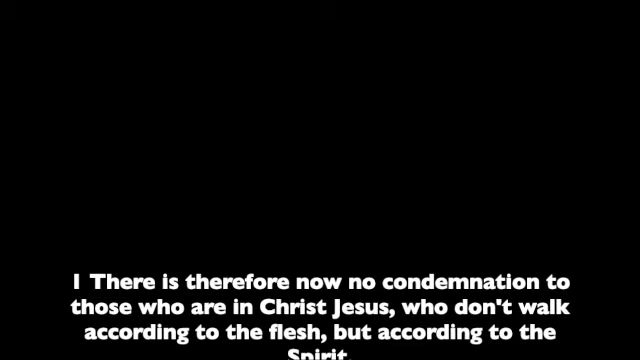 1 There is therefore now no condemnation to
those who are in Christ Jesus, who don't walk
according to the flesh, but according to the
Spirit.